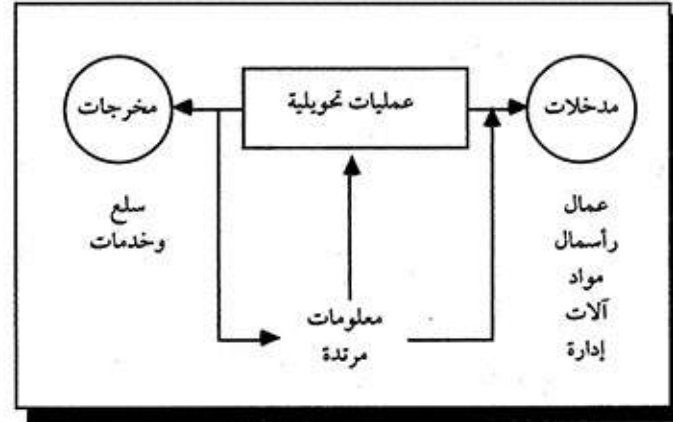 مدخلات
عمليات تحويلية
مخرجات
عمال
رأسمال
مواد
آلات
إدارة
سلع
وخدمات
معلومات
مرتدة